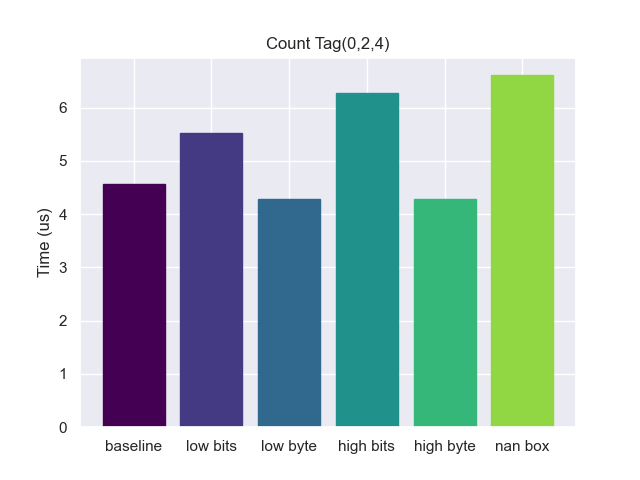 Count Tag(0,2,4)
Time (us)
6
5
4
3
2
1
0
baseline low bits low byte high bits high byte nan box